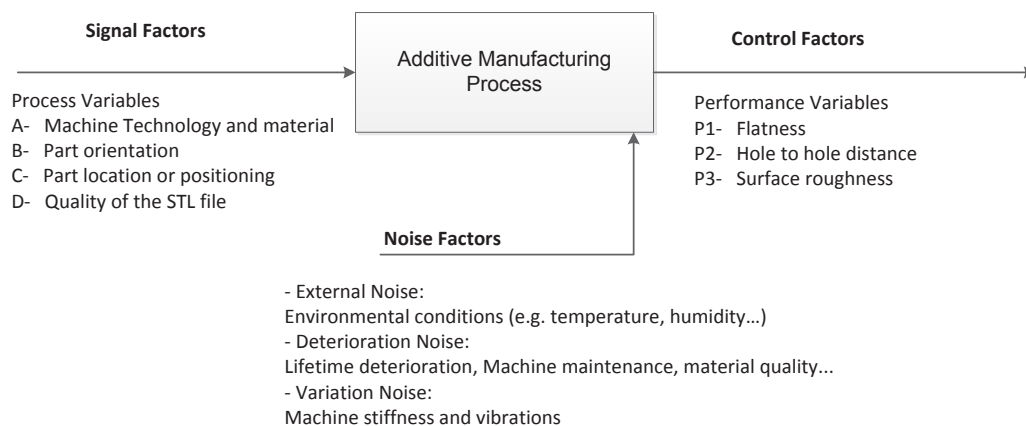 Signal Factors
Additive Manufacturing
Process
Control Factors
Process Variables
A- Machine Technology and material
B- Part orientation
C- Part location or positioning
D- Quality of the STL file
Performance Variables
P1- Flatness
P2- Hole to hole distance
P3- Surface roughness
Noise Factors
- External Noise:
Environmental conditions (e.g. temperature, humidity…)
- Deterioration Noise:
Lifetime deterioration, Machine maintenance, material quality...
- Variation Noise:
Machine stiffness and vibrations